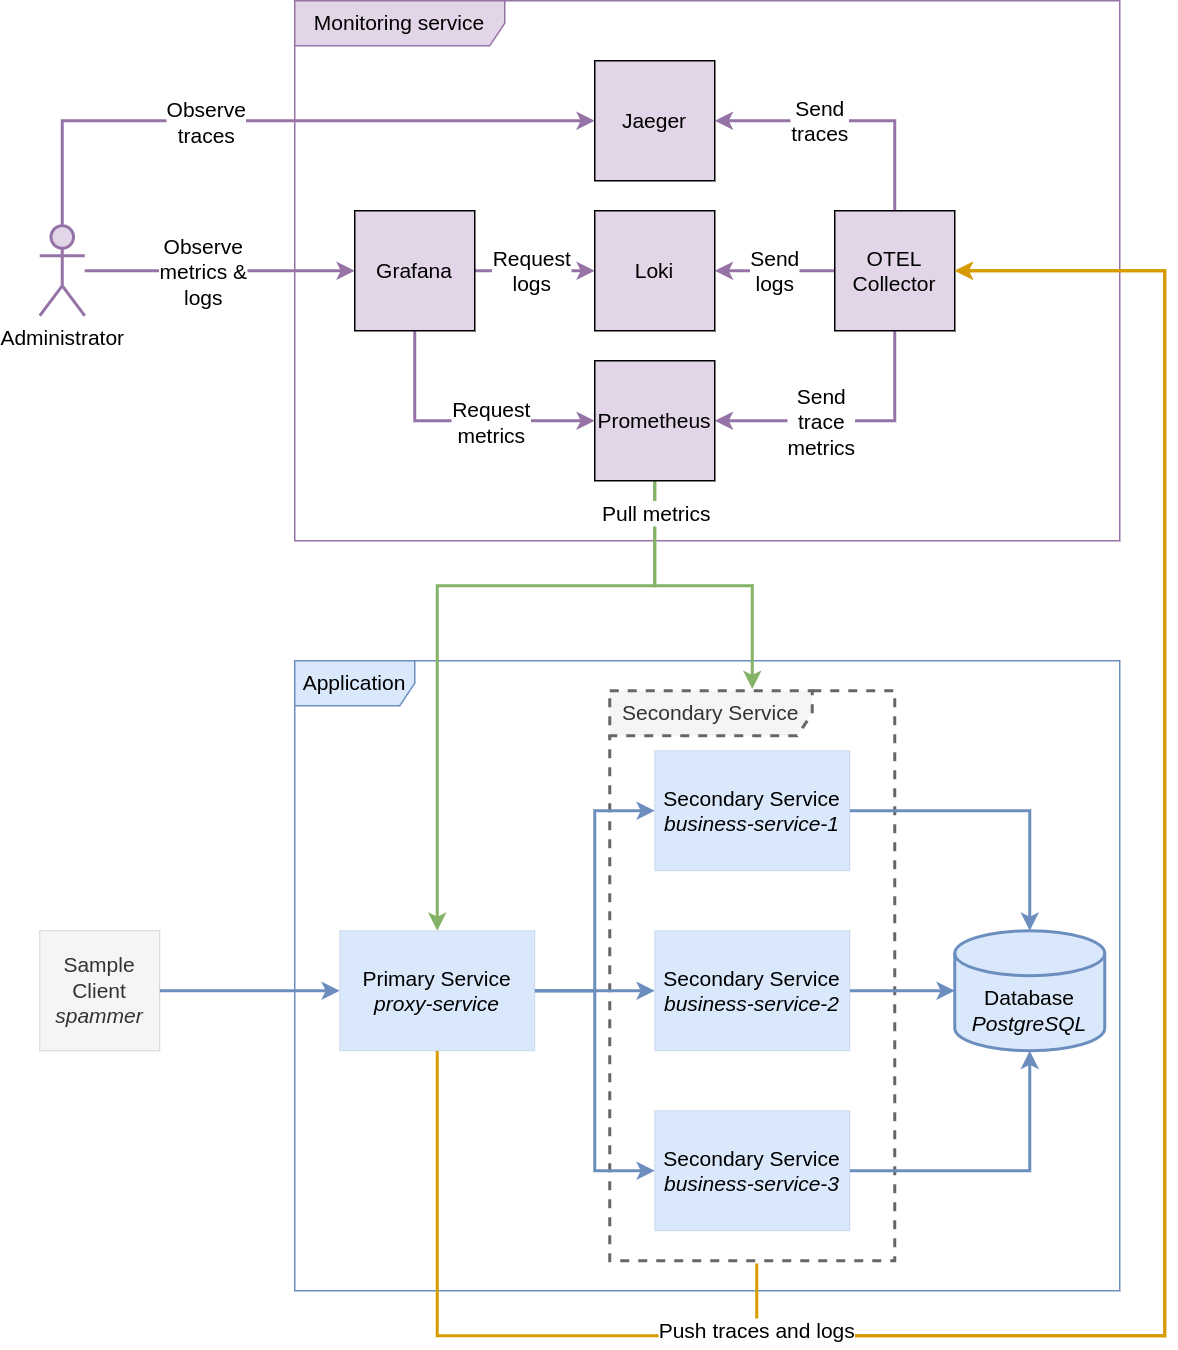 Monitoring service
Observe
traces
Jaeger
Send
traces
Administrator
Observe
metrics &
logs
Grafana
Request
logs
Loki
Send
logs
OTEL
Collector
Request
metrics
Prometheus
Send
trace
metrics
Pull metrics
Application
Secondary Service
Secondary Service
business-service-1
Sample
Client
spammer
Primary Service
proxy-service
Secondary Service
business-service-2
Database
PostgreSQL
Secondary Service
business-service-3
Push traces and logs